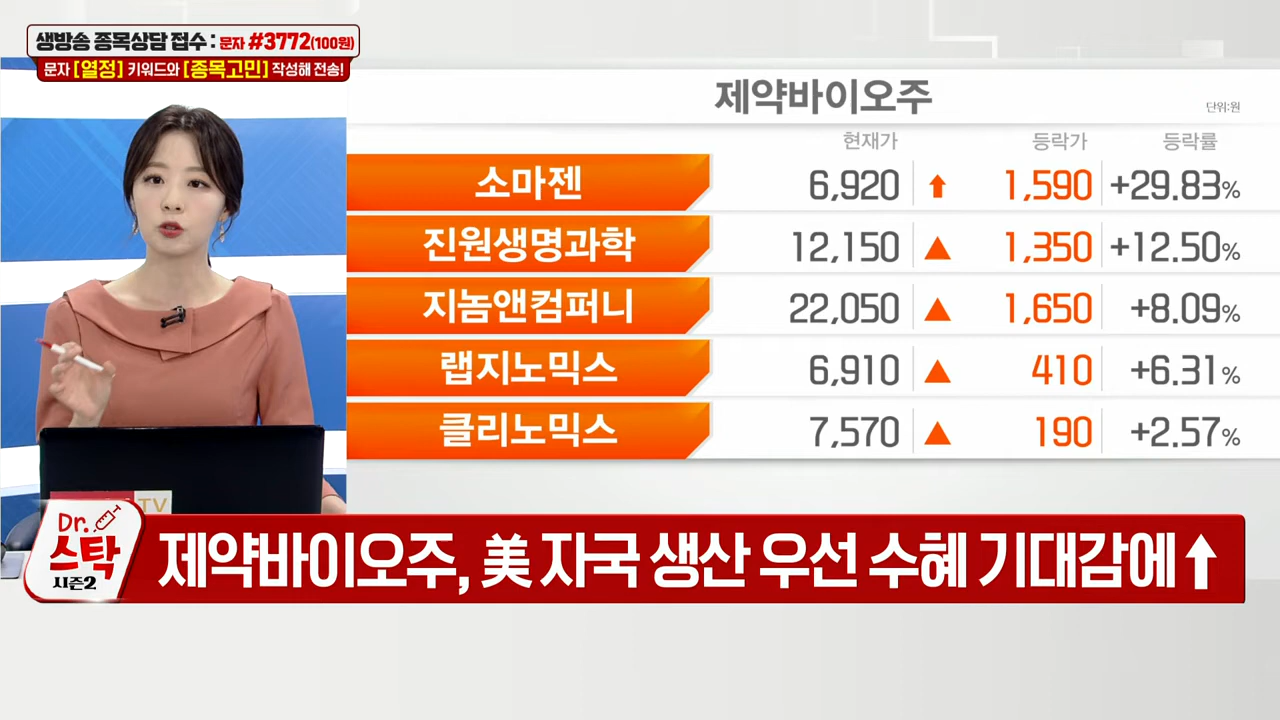 생방송 종목상담 접수 : 문자 #3772(100원)
문자 [열정] 키워드와 [종목고민] 작성해 전송!
제약바이오주
단위:원
현재가 등락가 등락률
소마젠 6,920 ⬆ 1,590 +29.83%
진원생명과학 12,150 ▲ 1,350 +12.50%
지놈앤컴퍼니 22,050 ▲ 1,650 +8.09%
랩지노믹스 6,910 ▲ 410 +6.31%
클리노믹스 7,570 ▲ 190 +2.57%
TV
Dr.
스탁
시즌2
제약바이오주, 美 자국 생산 우선 수혜 기대감에⬆